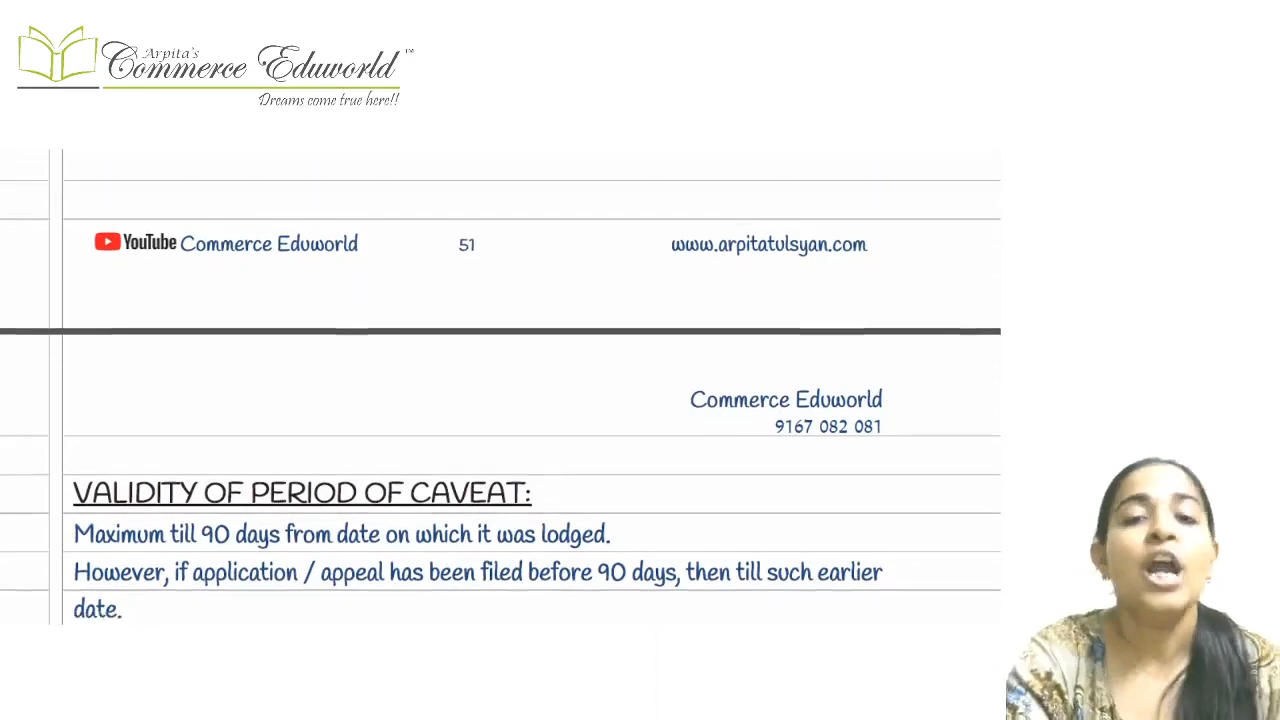 Arpita's
Commerce Eduworld™
Dreams come true here!!
YouTube Commerce Eduworld 51 www.arpitatulsyan.com
Commerce Eduworld
9167 082 081
VALIDITY OF PERIOD OF CAVEAT:
Maximum till 90 days from date on which it was lodged.
However, if application / appeal has been filed before 90 days, then till such earlier
date.